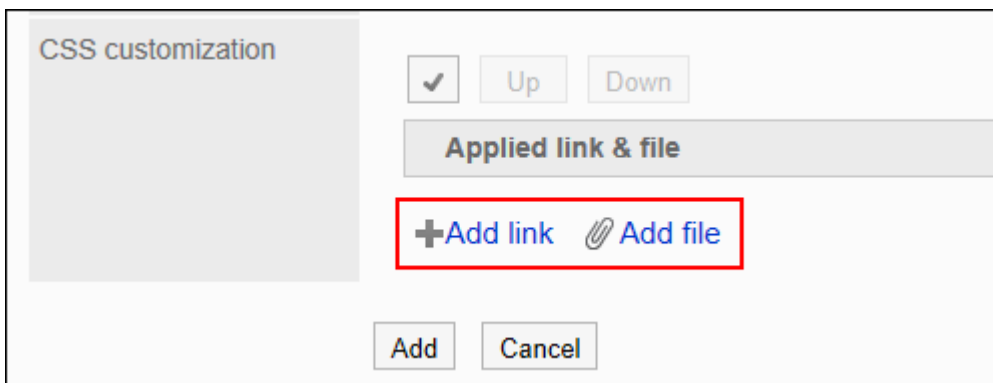 CSS customization
Up Down
Applied link & file
Add link Add file
Add Cancel